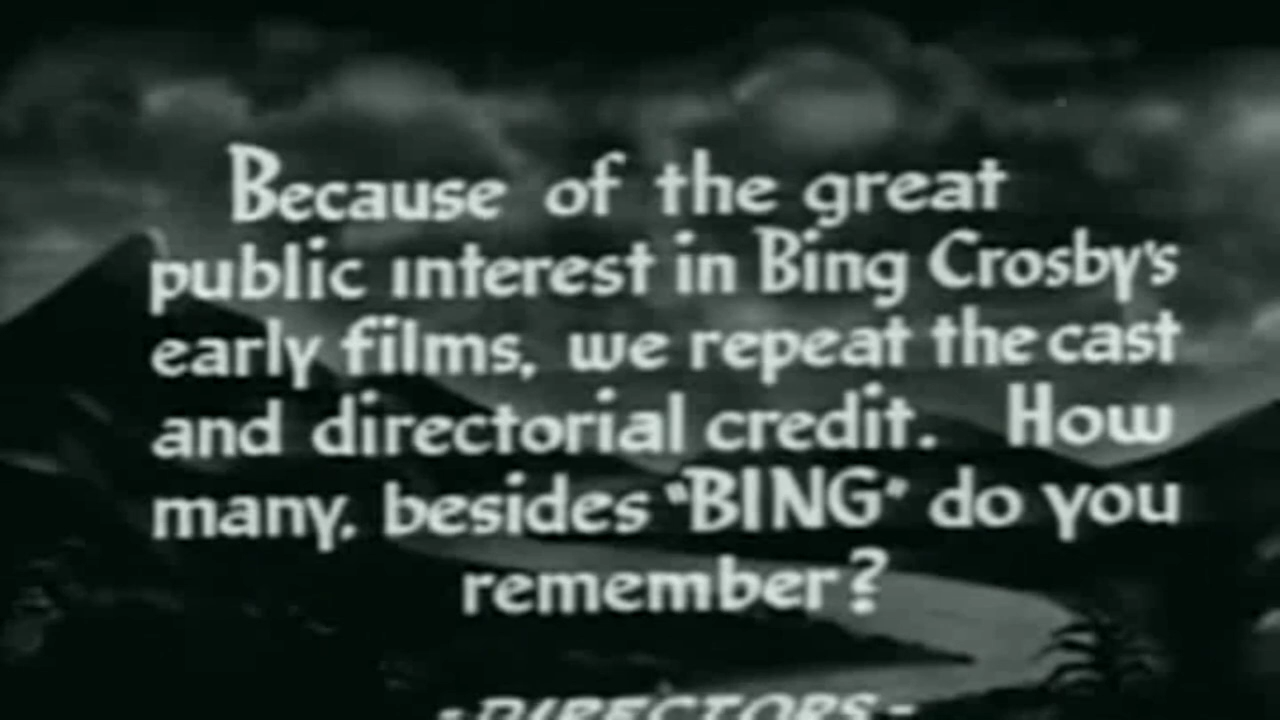 Because of the great
public interest in Bing Crosby's
early films, we repeat the cast
and directorial credit. How
many, besides "BING" do you
remember?
-DIRECTORS-